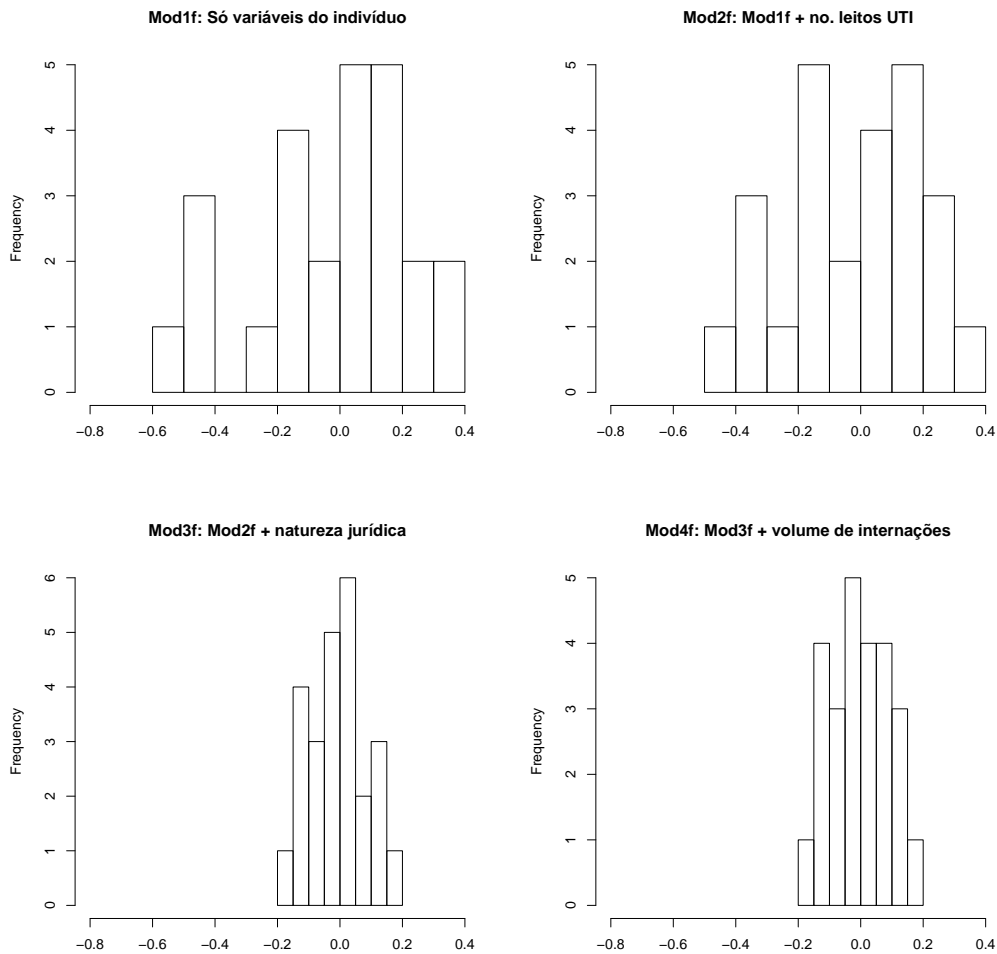 Mod1f: Só variáveis do indivíduo
Frequency
5
4
3
2
1
0
−0.8 −0.6 −0.4 −0.2 0.0 0.2 0.4
Mod2f: Mod1f + no. leitos UTI
Frequency
5
4
3
2
1
0
−0.8 −0.6 −0.4 −0.2 0.0 0.2 0.4
Mod3f: Mod2f + natureza jurídica
Frequency
6
5
4
3
2
1
0
−0.8 −0.6 −0.4 −0.2 0.0 0.2 0.4
Mod4f: Mod3f + volume de internações
Frequency
5
4
3
2
1
0
−0.8 −0.6 −0.4 −0.2 0.0 0.2 0.4